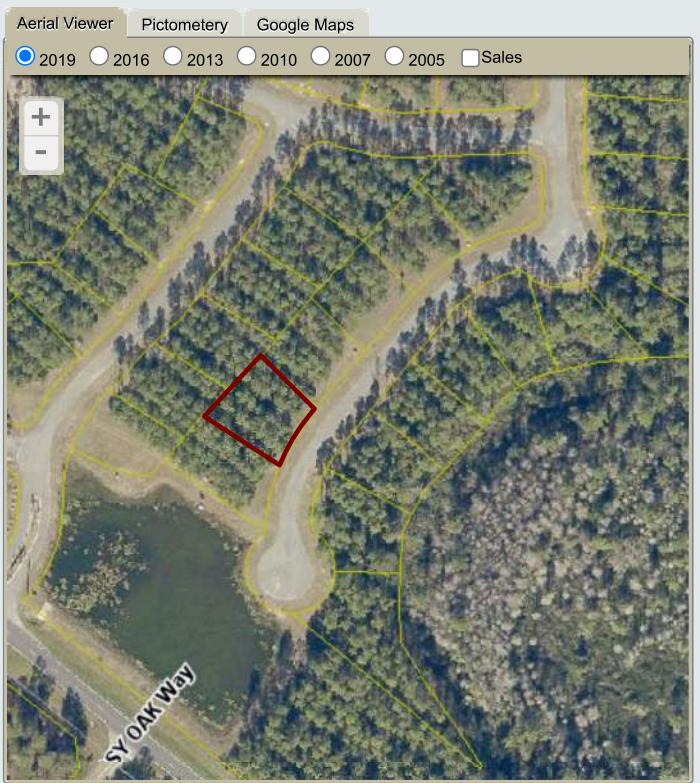 Aerial Viewer Pictometery Google Maps
2019 2016 2013 2010 2007 2005 Sales
+
-
SY OAK Way